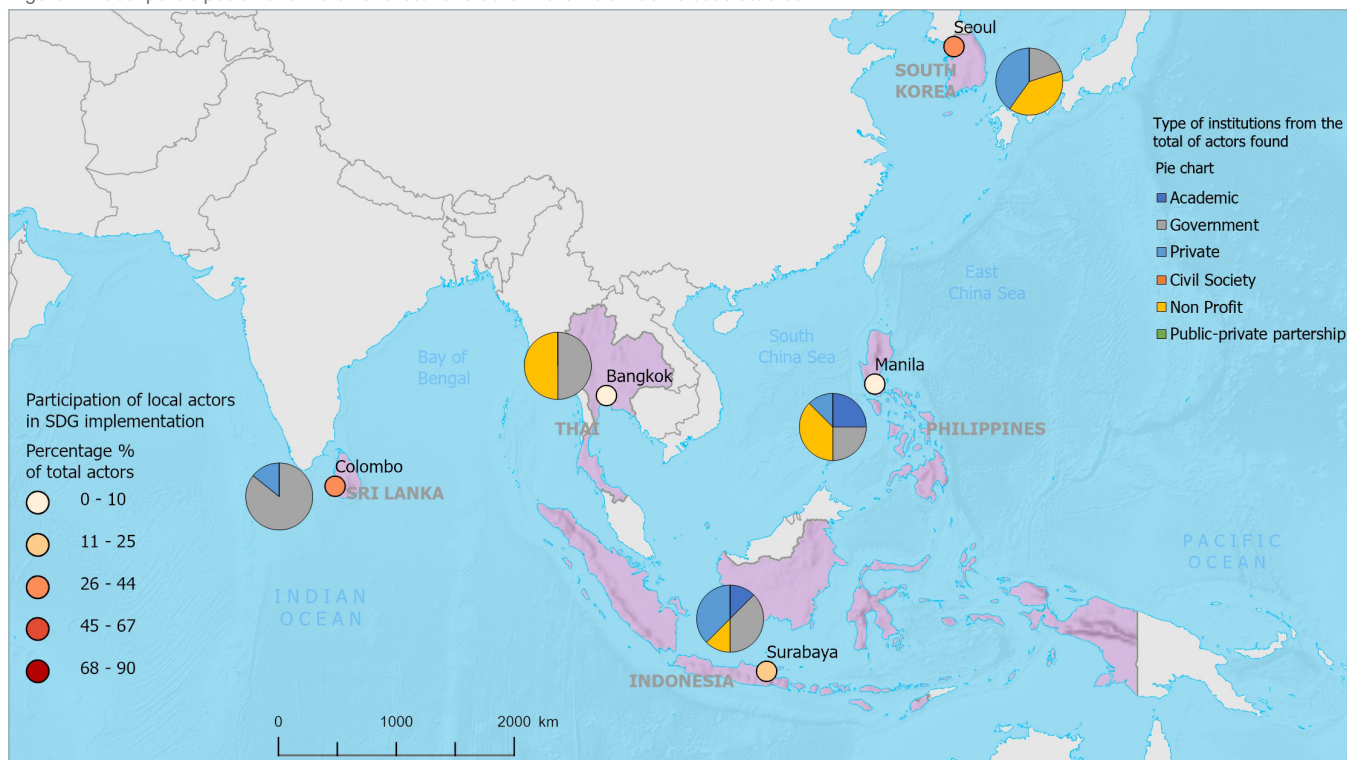 Seoul
SOUTH
KOREA
Type of institutions from the
total of actors found
Pie chart
Academic
Government
Private
Civil Society
Non Profit
Public-private partership
East
China Sea
South
China Sea
Bay of
Bengal
Manila
Bangkok
THAI
PHILIPPINES
Participation of local actors
in SDG implementation
Percentage %
of total actors
0 - 10
11 - 25
26 - 44
45 - 67
68 - 90
Colombo
SRI LANKA
INDIAN
OCEAN
PACIFIC
OCEAN
Surabaya
INDONESIA
0 1000 2000 km